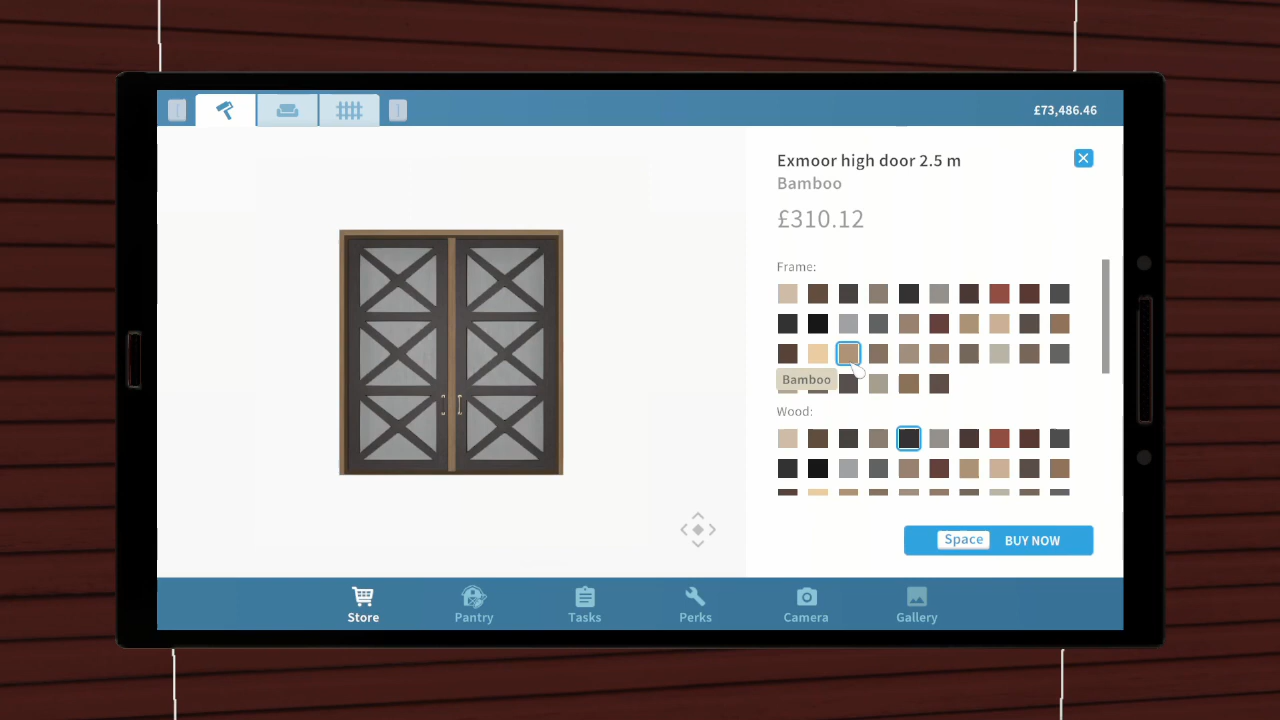 £73,486.46
Exmoor high door 2.5 m
Bamboo
£310.12
Frame:
Bamboo
Wood:
Space BUY NOW
Store Pantry Tasks Perks Camera Gallery